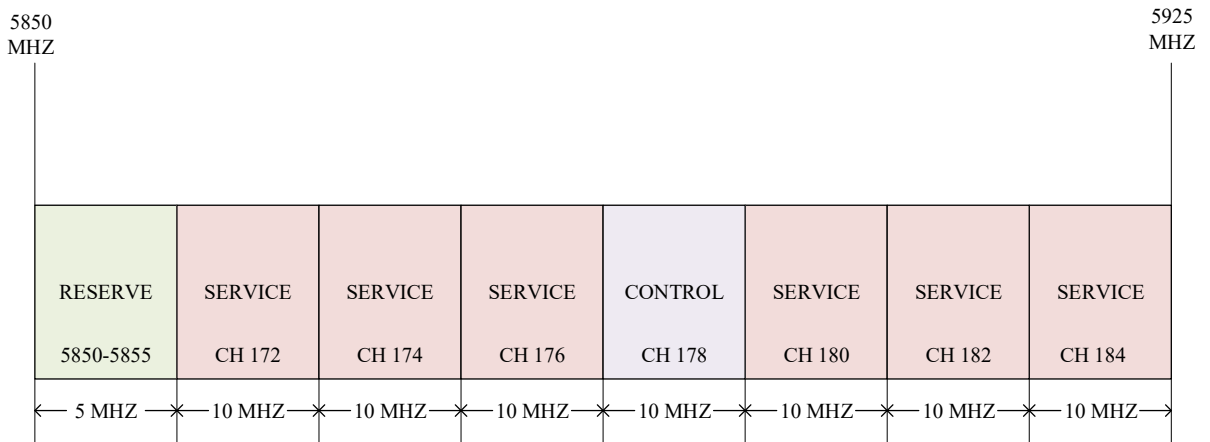 5850
MHZ
5925
MHZ
RESERVE
5850-5855
SERVICE
CH 172
SERVICE
CH 174
SERVICE
CH 176
CONTROL
CH 178
SERVICE
CH 180
SERVICE
CH 182
SERVICE
CH 184
5 MHZ
10 MHZ
10 MHZ
10 MHZ
10 MHZ
10 MHZ
10 MHZ
10 MHZ